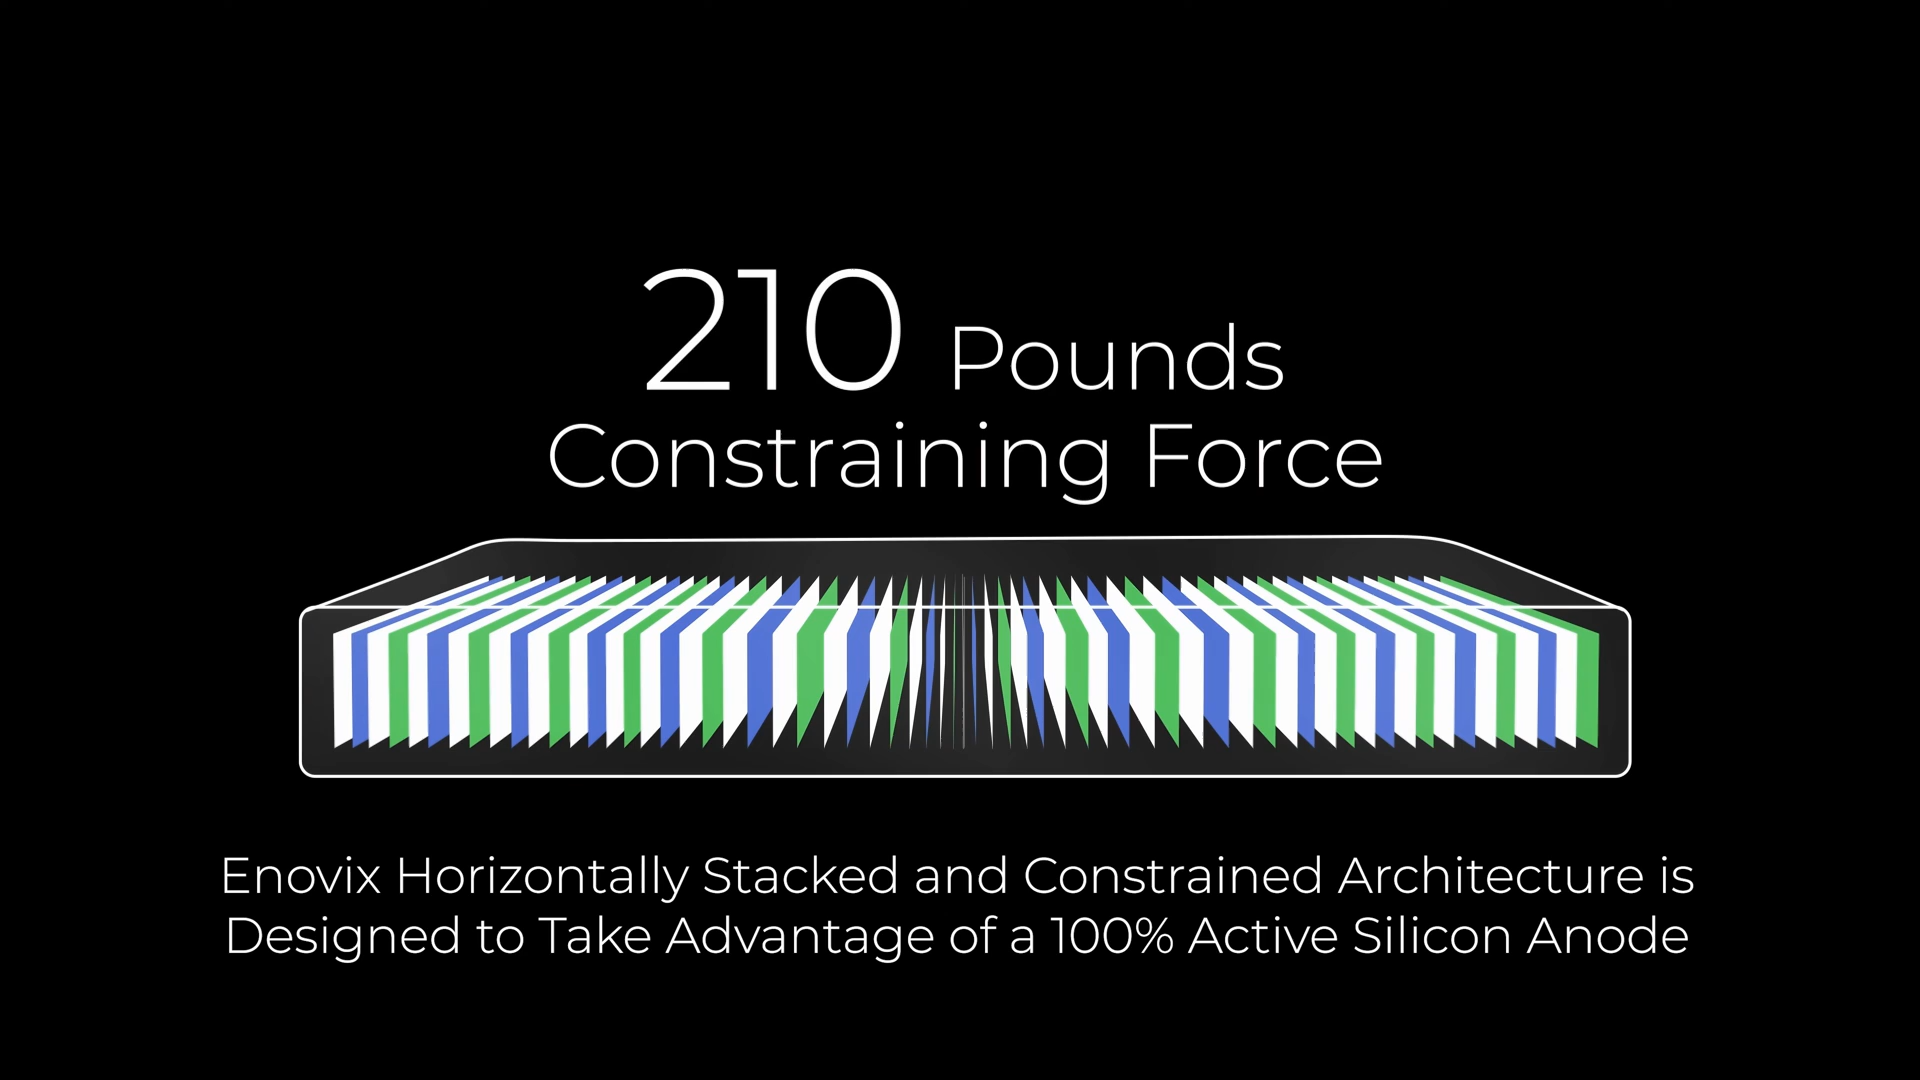 210 Pounds
Constraining Force
Enovix Horizontally Stacked and Constrained Architecture is
Designed to Take Advantage of a 100% Active Silicon Anode